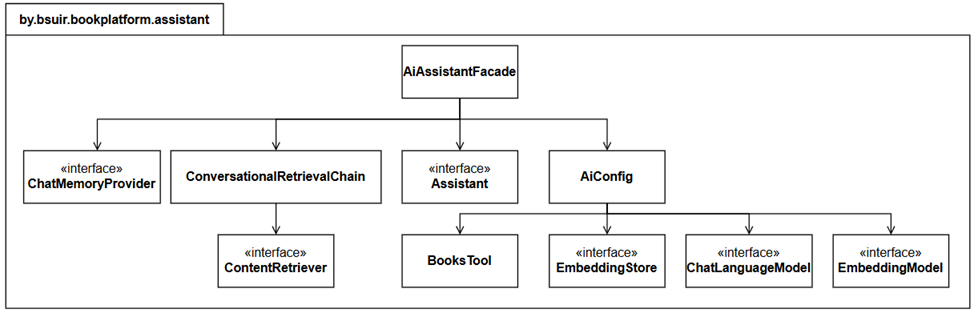 by.bsuir.bookplatform.assistant
AiAssistantFacade
«interface»
ChatMemoryProvider
ConversationalRetrievalChain
«interface»
Assistant
AiConfig
«interface»
ContentRetriever
BooksTool
«interface»
EmbeddingStore
«interface»
ChatLanguageModel
«interface»
EmbeddingModel